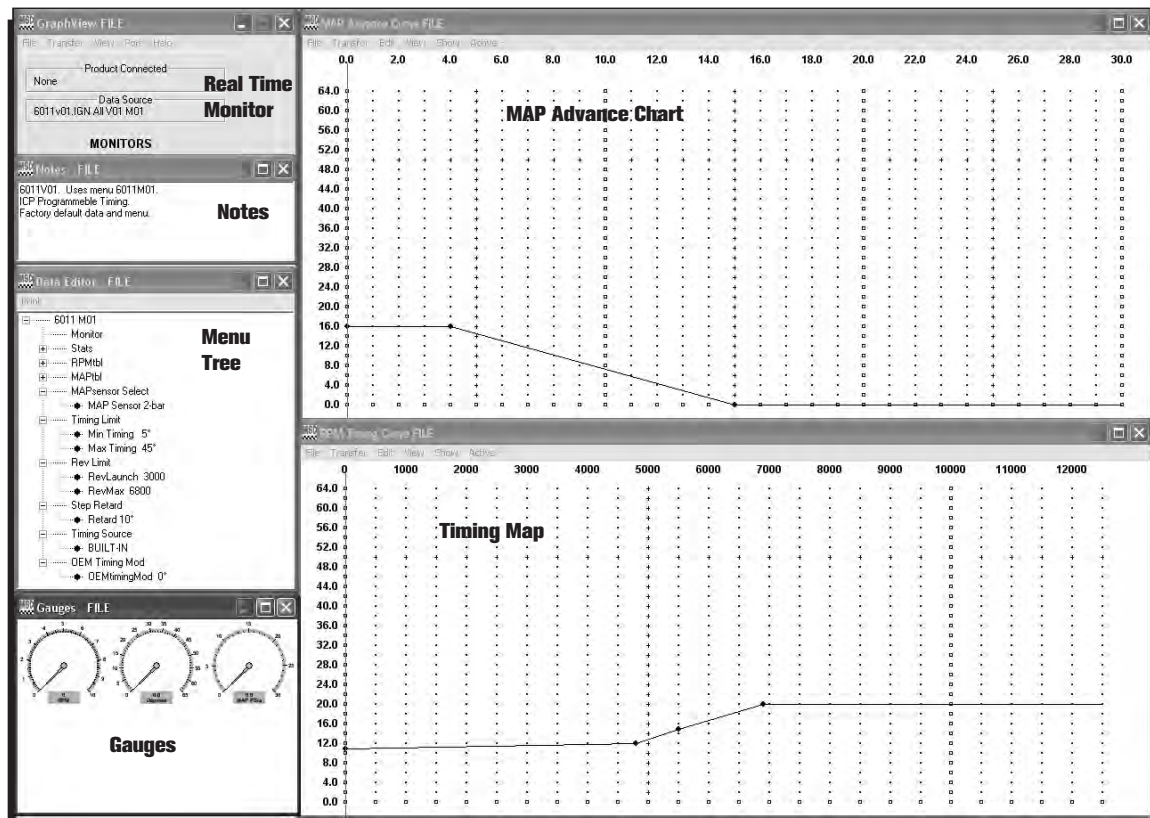 GraphView FILE
File Transfer View Port Help
Product Connected
None
Data Source
6011v01.IGN All V01 M01
MONITORS
Real Time
Monitor
Notes FILE
6011V01. Uses menu 6011M01.
ICP Programmeble Timing.
Factory default data and menu.
Notes
Data Editor FILE
Print
6011 M01
Monitor
Stats
RPMtbl
MAPtbl
MAPsensor Select
MAP Sensor 2-bar
Timing Limit
Min Timing 5°
Max Timing 45°
Rev Limit
RevLaunch 3000
RevMax 6800
Step Retard
Retard 10°
Timing Source
BUILT-IN
OEM Timing Mod
OEMtimingMod 0°
Menu
Tree
Gauges FILE
RPM
Gauges
MAP Advance Curve FILE
File Transfer Edit View Show Active
0.0 2.0 4.0 6.0 8.0 10.0 12.0 14.0 16.0 18.0 20.0 22.0 24.0 26.0 28.0 30.0
64.0
60.0
56.0
52.0
48.0
44.0
40.0
36.0
32.0
28.0
24.0
20.0
16.0
12.0
8.0
4.0
0.0
MAP Advance Chart
RPM Timing Curve FILE
File Transfer Edit View Show Active
0 1000 2000 3000 4000 5000 6000 7000 8000 9000 10000 11000 12000
64.0
60.0
56.0
52.0
48.0
44.0
40.0
36.0
32.0
28.0
24.0
20.0
16.0
12.0
8.0
4.0
0.0
Timing Map